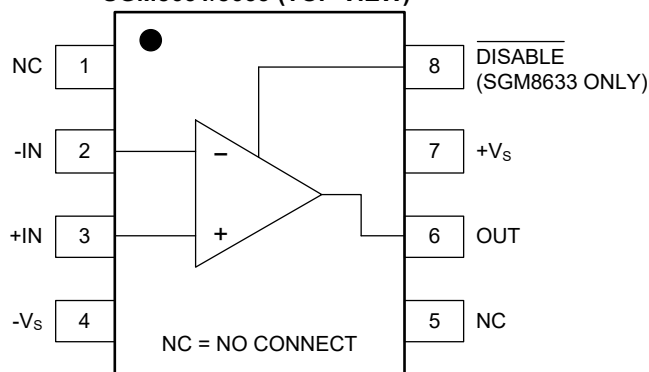 NC 1
-IN 2
+IN 3
-VS 4
8 DISABLE
(SGM8633 ONLY)
7 +VS
6 OUT
5 NC
−
+
NC = NO CONNECT